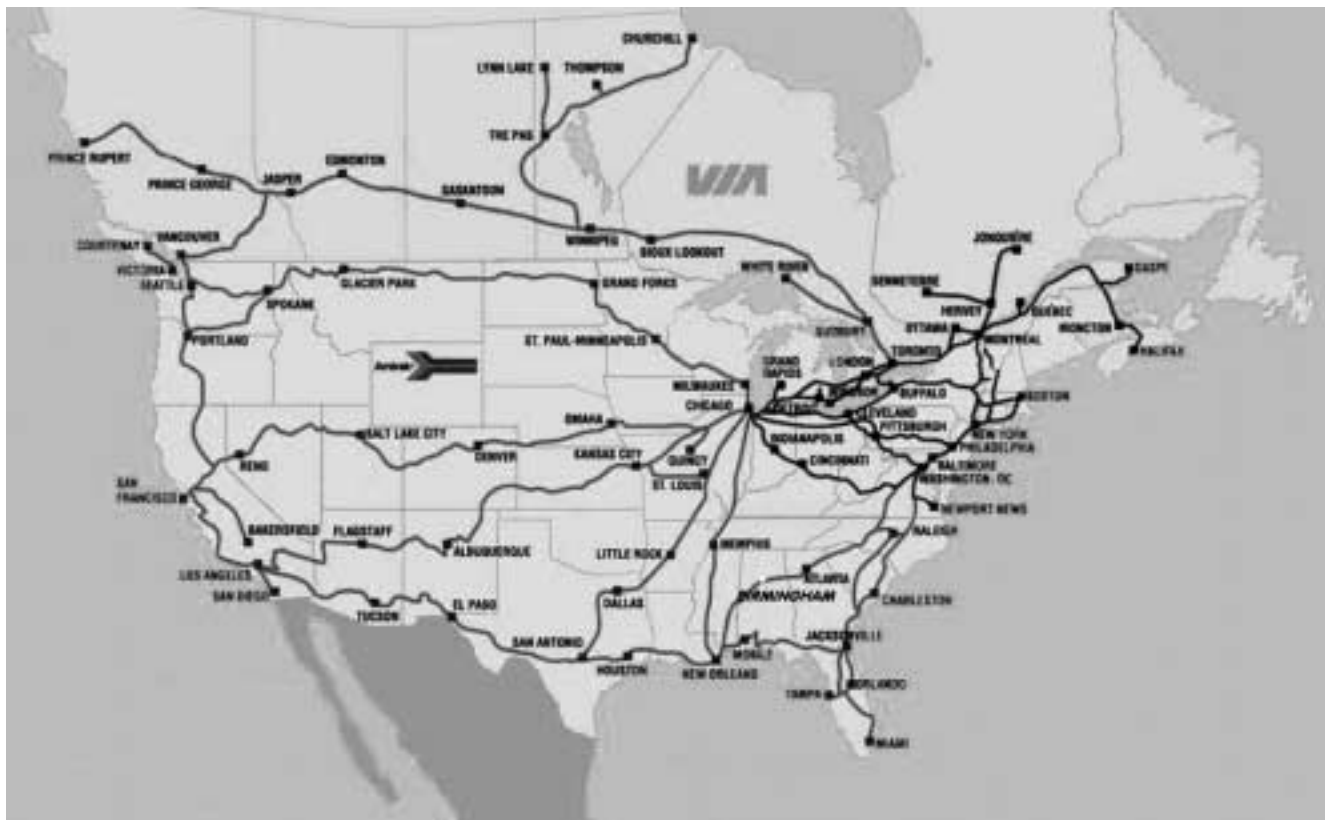 CHURCHILL
LYNN LAKE
THOMPSON
THE PAS
PRINCE RUPERT
PRINCE GEORGE
JASPER
EDMONTON
SASKATOON
VIA
WINNIPEG
SIOUX LOOKOUT
COURTENAY
VANCOUVER
VICTORIA
SEATTLE
JONQUIÈRE
WHITE RIVER
SENNETERRE
GASPE
GLACIER PARK
SPOKANE
GRAND FORKS
HERVEY
QUEBEC
MONCTON
SUDBURY
OTTAWA
MONTREAL
PORTLAND
ST. PAUL-MINNEAPOLIS
TORONTO
HALIFAX
LONDON
GRAND
RAPIDS
Amtrak
MILWAUKEE
BUFFALO
BOSTON
CHICAGO
CLEVELAND
OMAHA
PITTSBURGH
NEW YORK
SALT LAKE CITY
INDIANAPOLIS
PHILADELPHIA
DENVER
KANSAS CITY
QUINCY
CINCINNATI
BALTIMORE
RENO
ST. LOUIS
WASHINGTON, DC
SAN
FRANCISCO
NEWPORT NEWS
BAKERSFIELD
FLAGSTAFF
RALEIGH
ALBUQUERQUE
LITTLE ROCK
MEMPHIS
LOS ANGELES
ATLANTA
SAN DIEGO
BIRMINGHAM
TUCSON
EL PASO
DALLAS
CHARLESTON
SAN ANTONIO
JACKSONVILLE
HOUSTON
MOBILE
NEW ORLEANS
ORLANDO
TAMPA
MIAMI